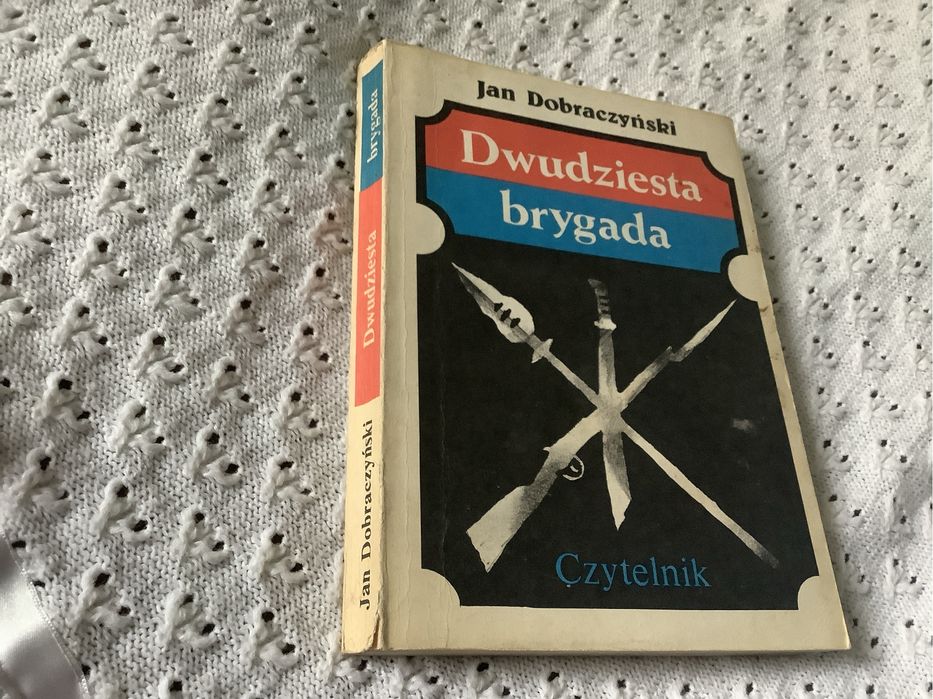 Jan Dobraczyński
Dwudziesta
brygada
Czytelnik
Jan Dobraczyński Dwudziesta brygada